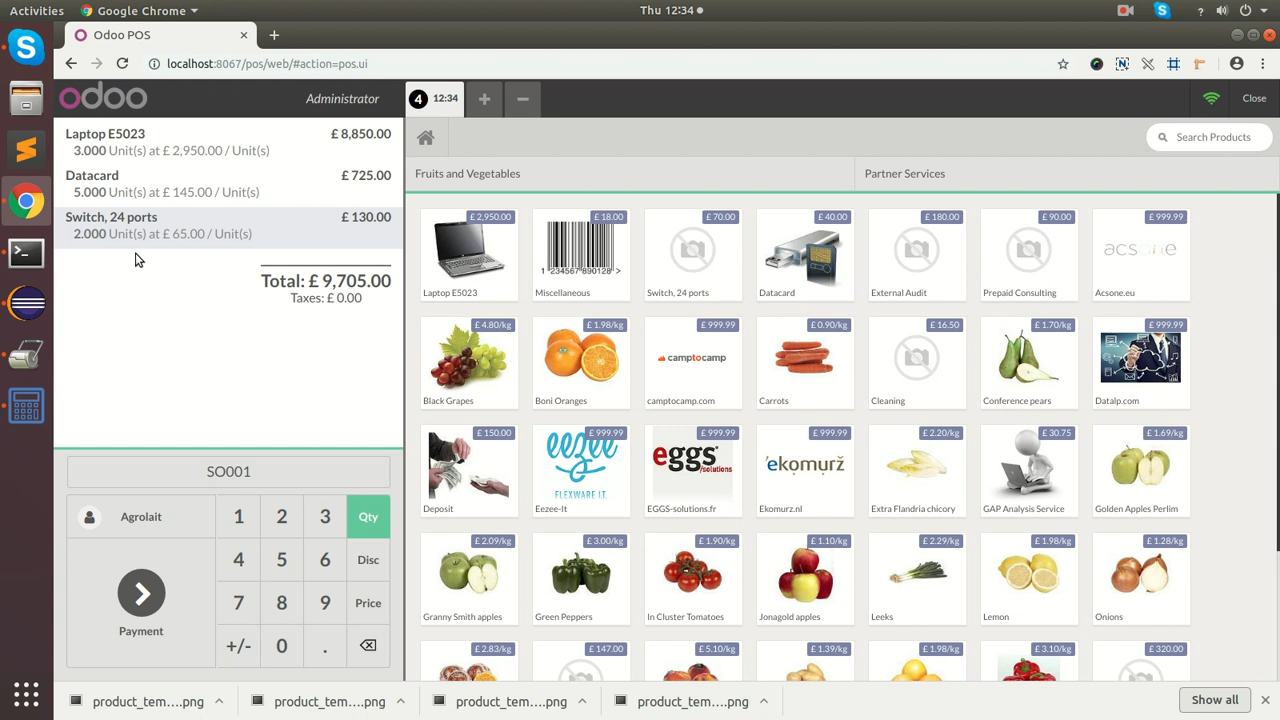 Activities
Google Chrome
Thu 12:34
Odoo POS
localhost:8067/pos/web/#action=pos.ui
odoo
Administrator
4 12:34
Close
Search Products
Laptop E5023 £ 8,850.00
3.000 Unit(s) at £ 2,950.00 / Unit(s)
Datacard £ 725.00
5.000 Unit(s) at £ 145.00 / Unit(s)
Switch, 24 ports £ 130.00
2.000 Unit(s) at £ 65.00 / Unit(s)
Total: £ 9,705.00
Taxes: £ 0.00
SO001
Agrolait
1 2 3 Qty
4 5 6 Disc
7 8 9 Price
+/- 0 .
Payment
Fruits and Vegetables
Partner Services
£ 2,950.00
Laptop E5023
£ 18.00
1 234567 890128 >
Miscellaneous
£ 70.00
Switch, 24 ports
£ 40.00
Datacard
£ 180.00
External Audit
£ 90.00
Prepaid Consulting
£ 999.99
acsone
Acsone.eu
£ 4.80/kg
Black Grapes
£ 1.98/kg
Boni Oranges
£ 999.99
camptocamp
camptocamp.com
£ 0.90/kg
Carrots
£ 16.50
Cleaning
£ 1.70/kg
Conference pears
£ 999.99
Datalp.com
£ 150.00
Deposit
£ 999.99
eezee
FLEXWARE I.T.
Eezee-It
£ 999.99
eggs
solutions
EGGS-solutions.fr
£ 999.99
'ekomurż
Ekomurz.nl
£ 2.20/kg
Extra Flandria chicory
£ 30.75
GAP Analysis Service
£ 1.69/kg
Golden Apples Perlim
£ 2.09/kg
Granny Smith apples
£ 3.00/kg
Green Peppers
£ 1.90/kg
In Cluster Tomatoes
£ 1.10/kg
Jonagold apples
£ 2.29/kg
Leeks
£ 1.98/kg
Lemon
£ 1.28/kg
Onions
£ 2.83/kg
£ 147.00
£ 5.10/kg
£ 1.39/kg
£ 1.98/kg
£ 3.10/kg
£ 320.00
product_tem....png
product_tem....png
product_tem....png
product_tem....png
Show all